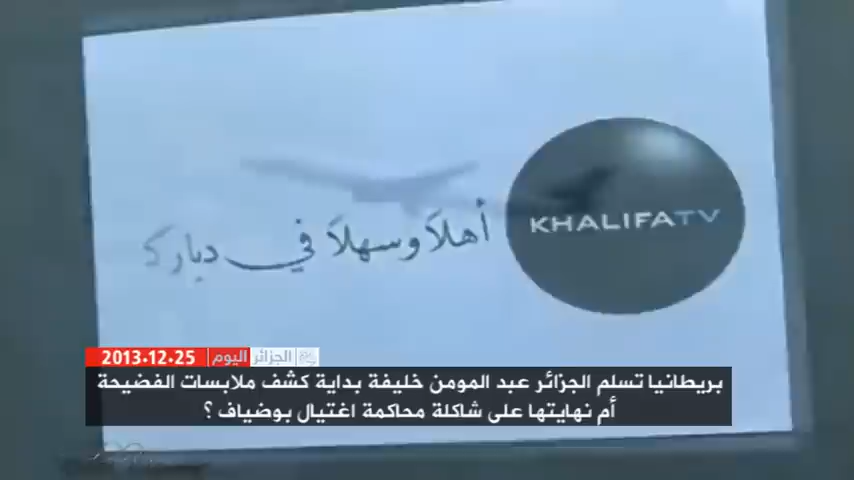 KHALIFATV
أهلاً وسهلاً في
الجزائر اليوم 2013.12.25
بريطانيا تسلم الجزائر عبد المومن خليفة بداية كشف ملابسات الفضيحة
أم نهايتها على شاكلة محاكمة اغتيال بوضياف ؟